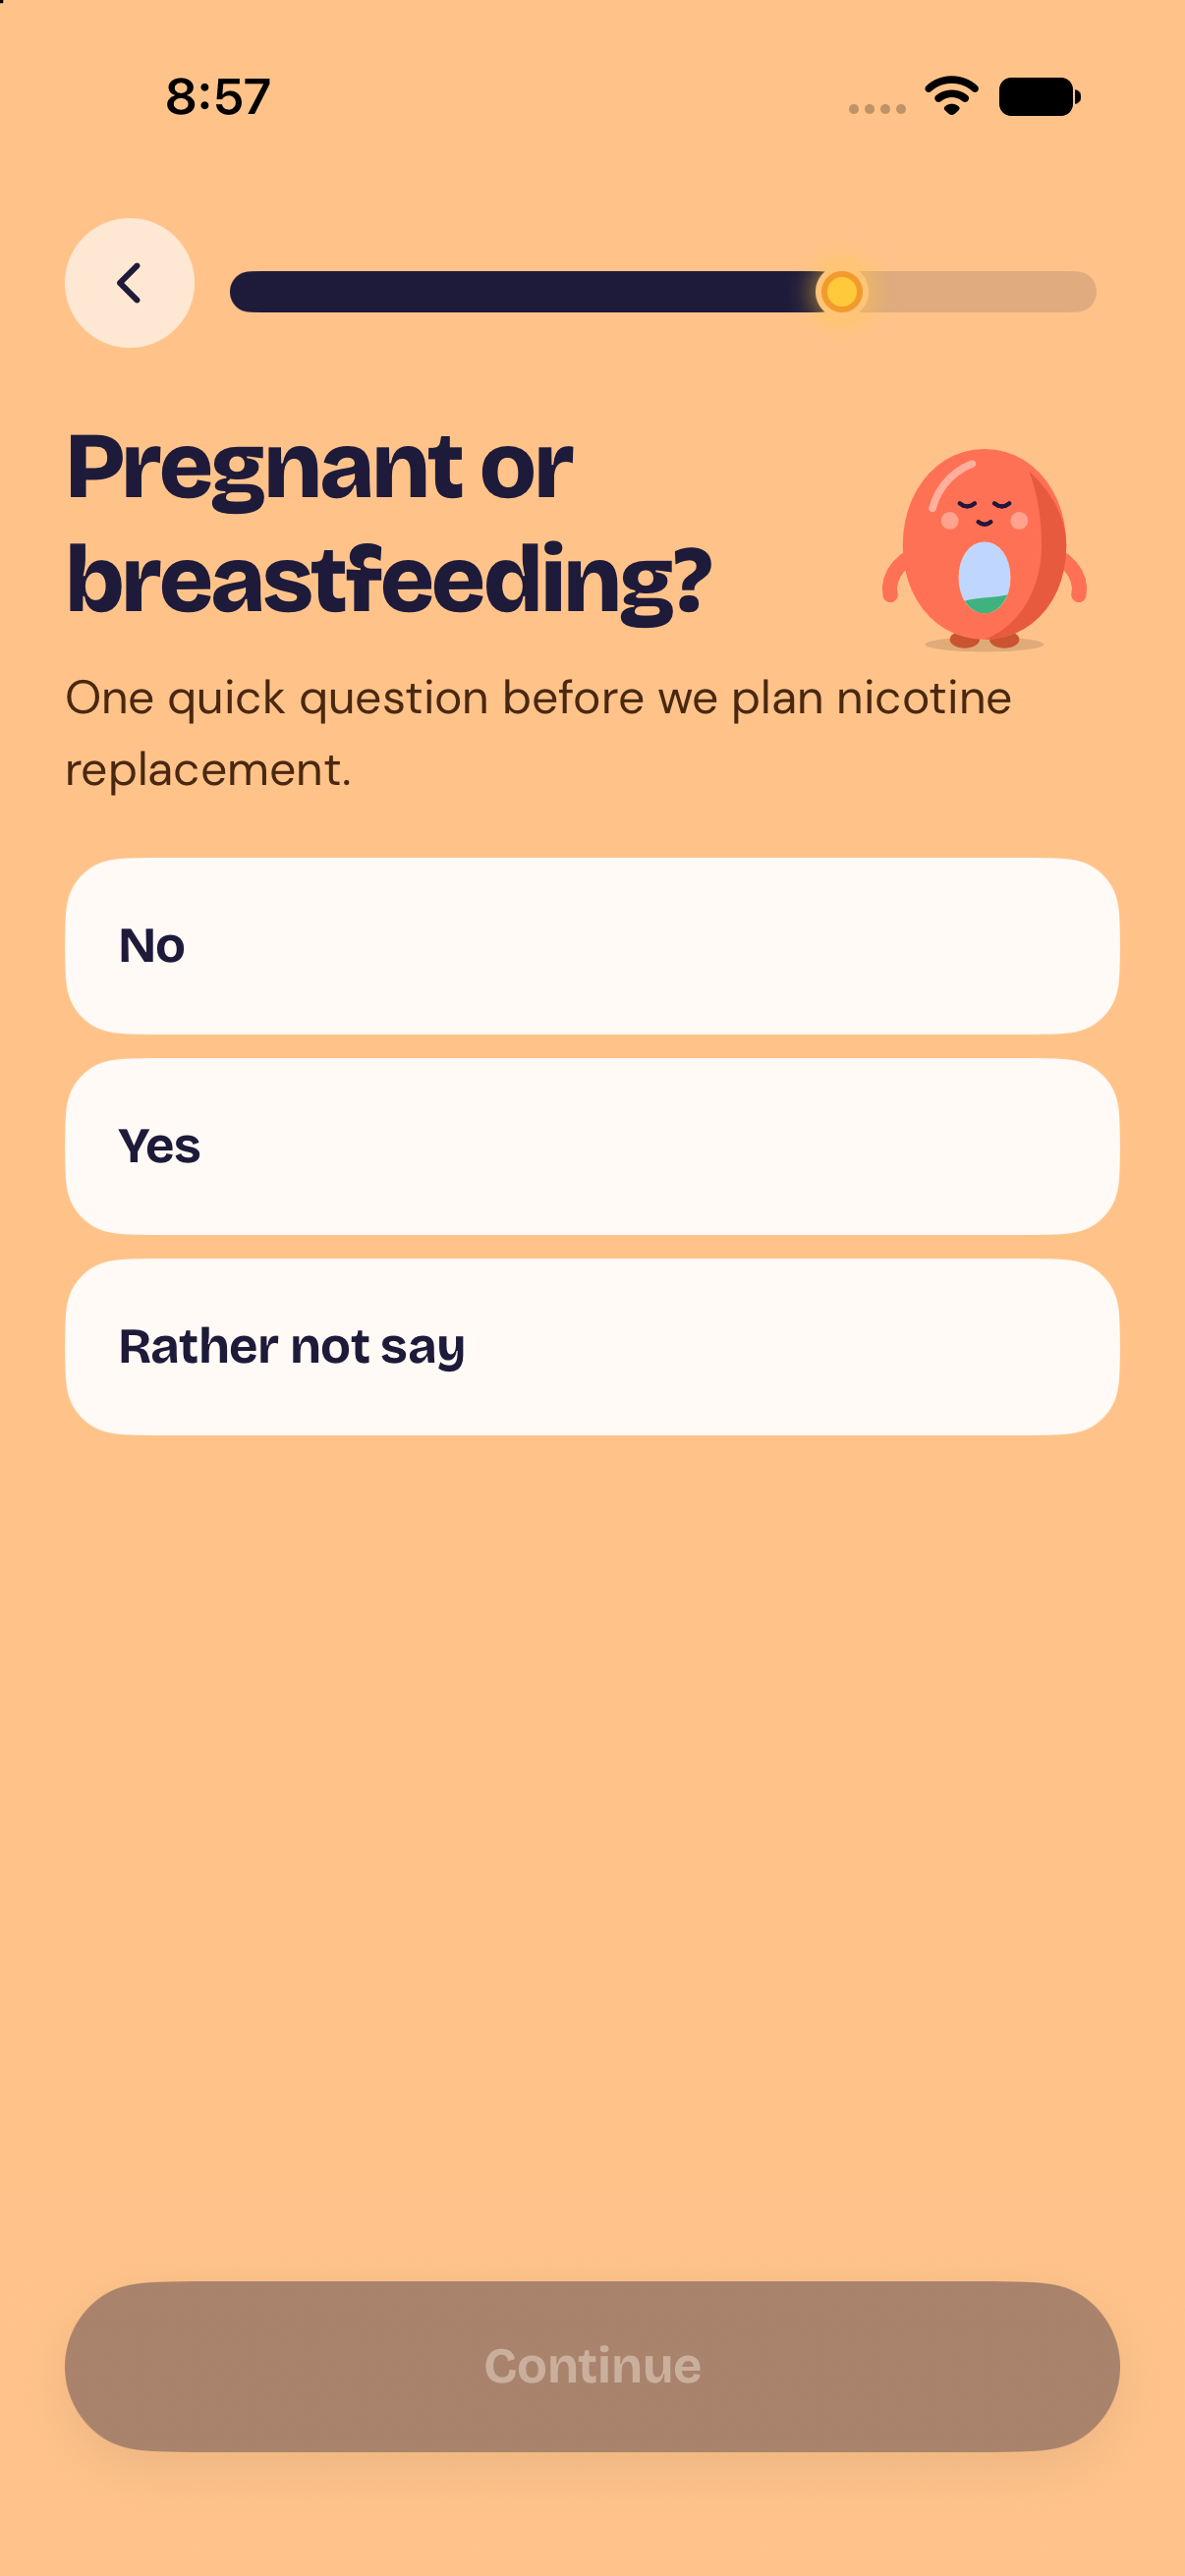 8:57
Pregnant or
breastfeeding?
One quick question before we plan nicotine
replacement.
No
Yes
Rather not say
Continue